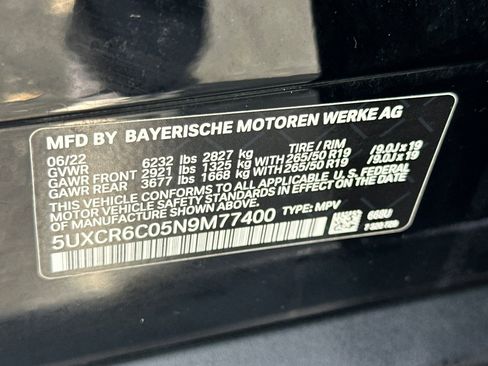 MFD BY BAYERISCHE MOTOREN WERKE AG
06/22 TIRE / RIM
GVWR 6232 lbs 2827 kg
GAWR FRONT 2921 lbs 1325 kg WITH 265/50 R19 /9.0J x 19
GAWR REAR 3677 lbs 1668 kg WITH 265/50 R19 /9.0J x 19
THIS VEHICLE CONFORMS TO ALL APPLICABLE U.S. FEDERAL
MOTOR VEHICLE SAFETY STANDARDS IN EFFECT ON THE DATE
OF MANUFACTURE SHOWN ABOVE.
5UXCR6C05N9M77400 TYPE: MPV
668U